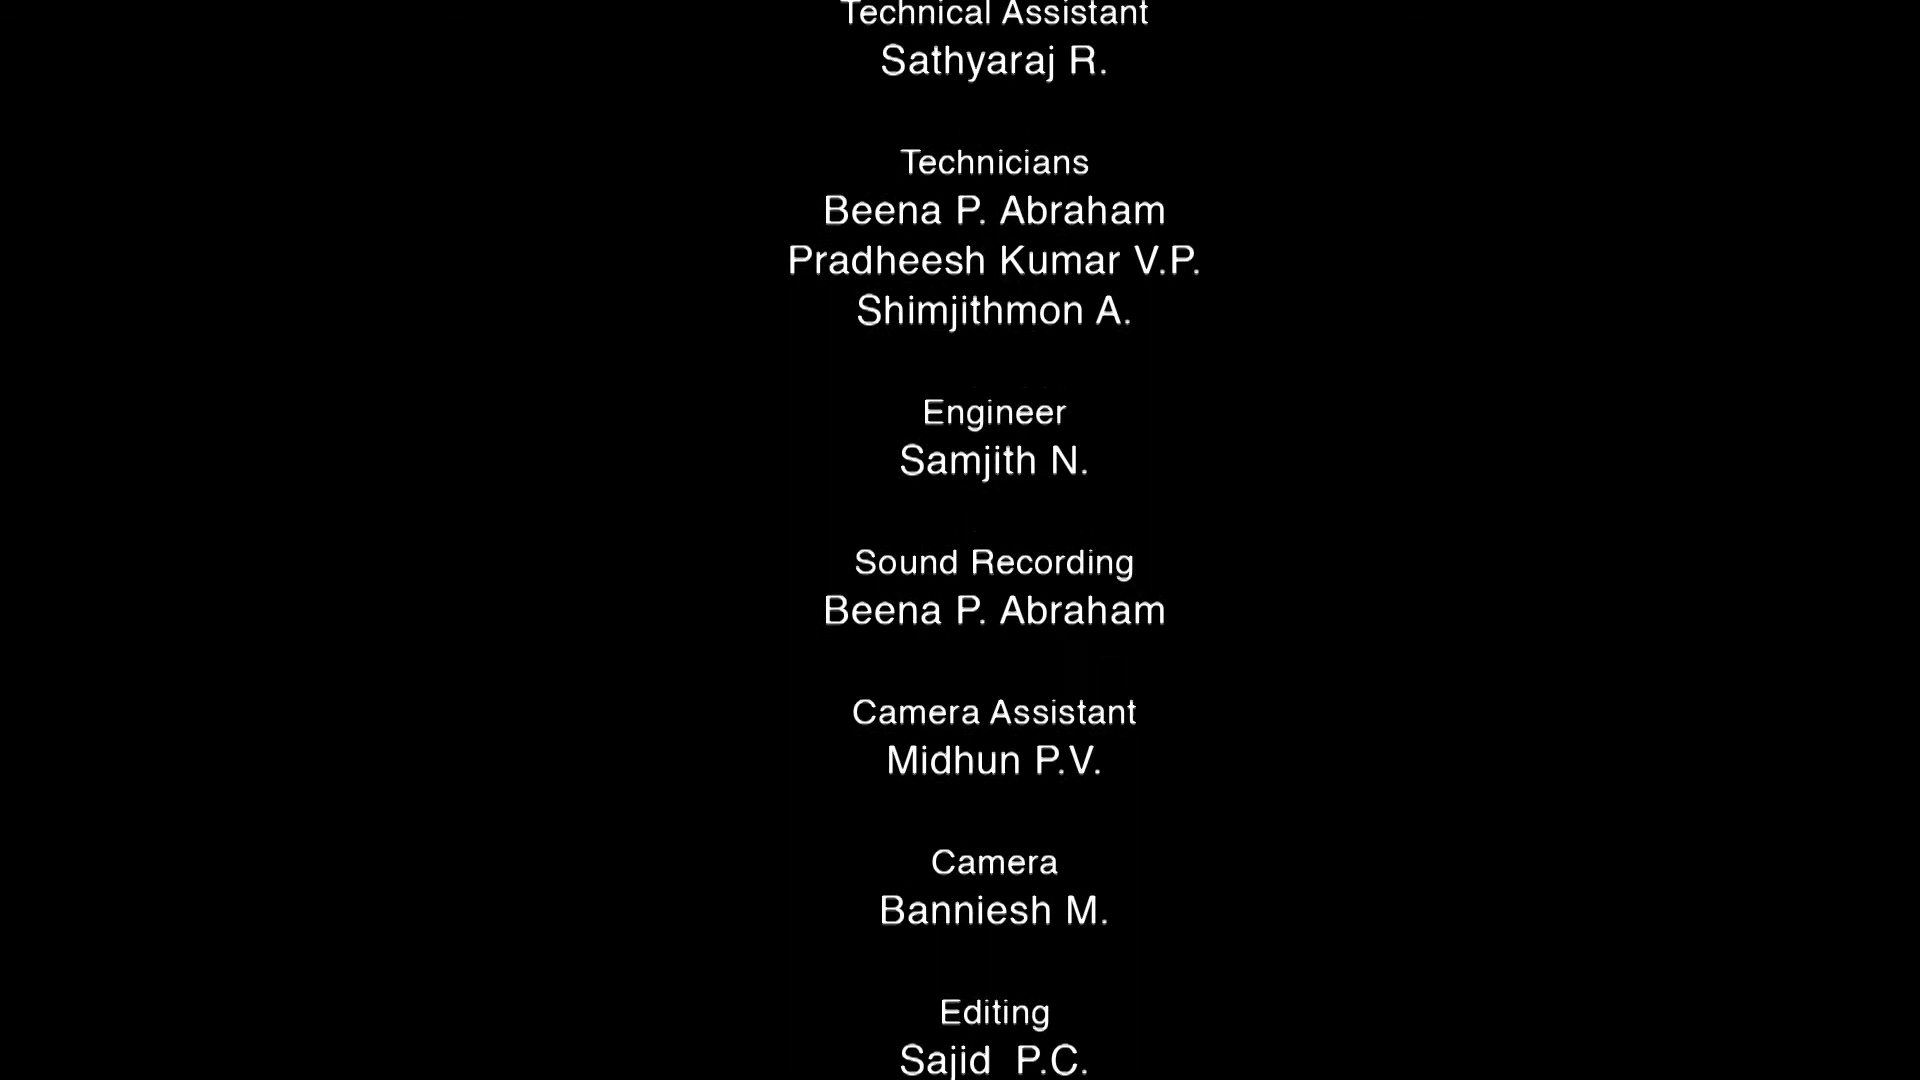 Technical Assistant
Sathyaraj R.
Technicians
Beena P. Abraham
Pradheesh Kumar V.P.
Shimjithmon A.
Engineer
Samjith N.
Sound Recording
Beena P. Abraham
Camera Assistant
Midhun P.V.
Camera
Banniesh M.
Editing
Sajid  P.C.